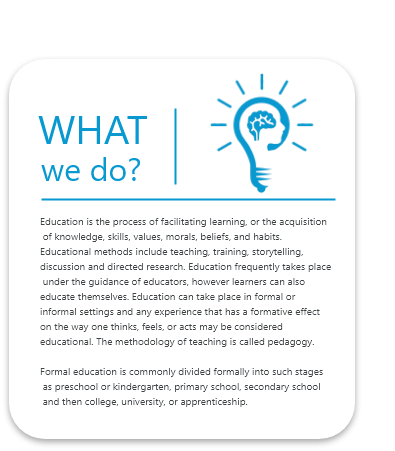 WHAT
we do?
Education is the process of facilitating learning, or the acquisition
of knowledge, skills, values, morals, beliefs, and habits.
Educational methods include teaching, training, storytelling,
discussion and directed research. Education frequently takes place
under the guidance of educators, however learners can also
educate themselves. Education can take place in formal or
informal settings and any experience that has a formative effect
on the way one thinks, feels, or acts may be considered
educational. The methodology of teaching is called pedagogy.
Formal education is commonly divided formally into such stages
as preschool or kindergarten, primary school, secondary school
and then college, university, or apprenticeship.